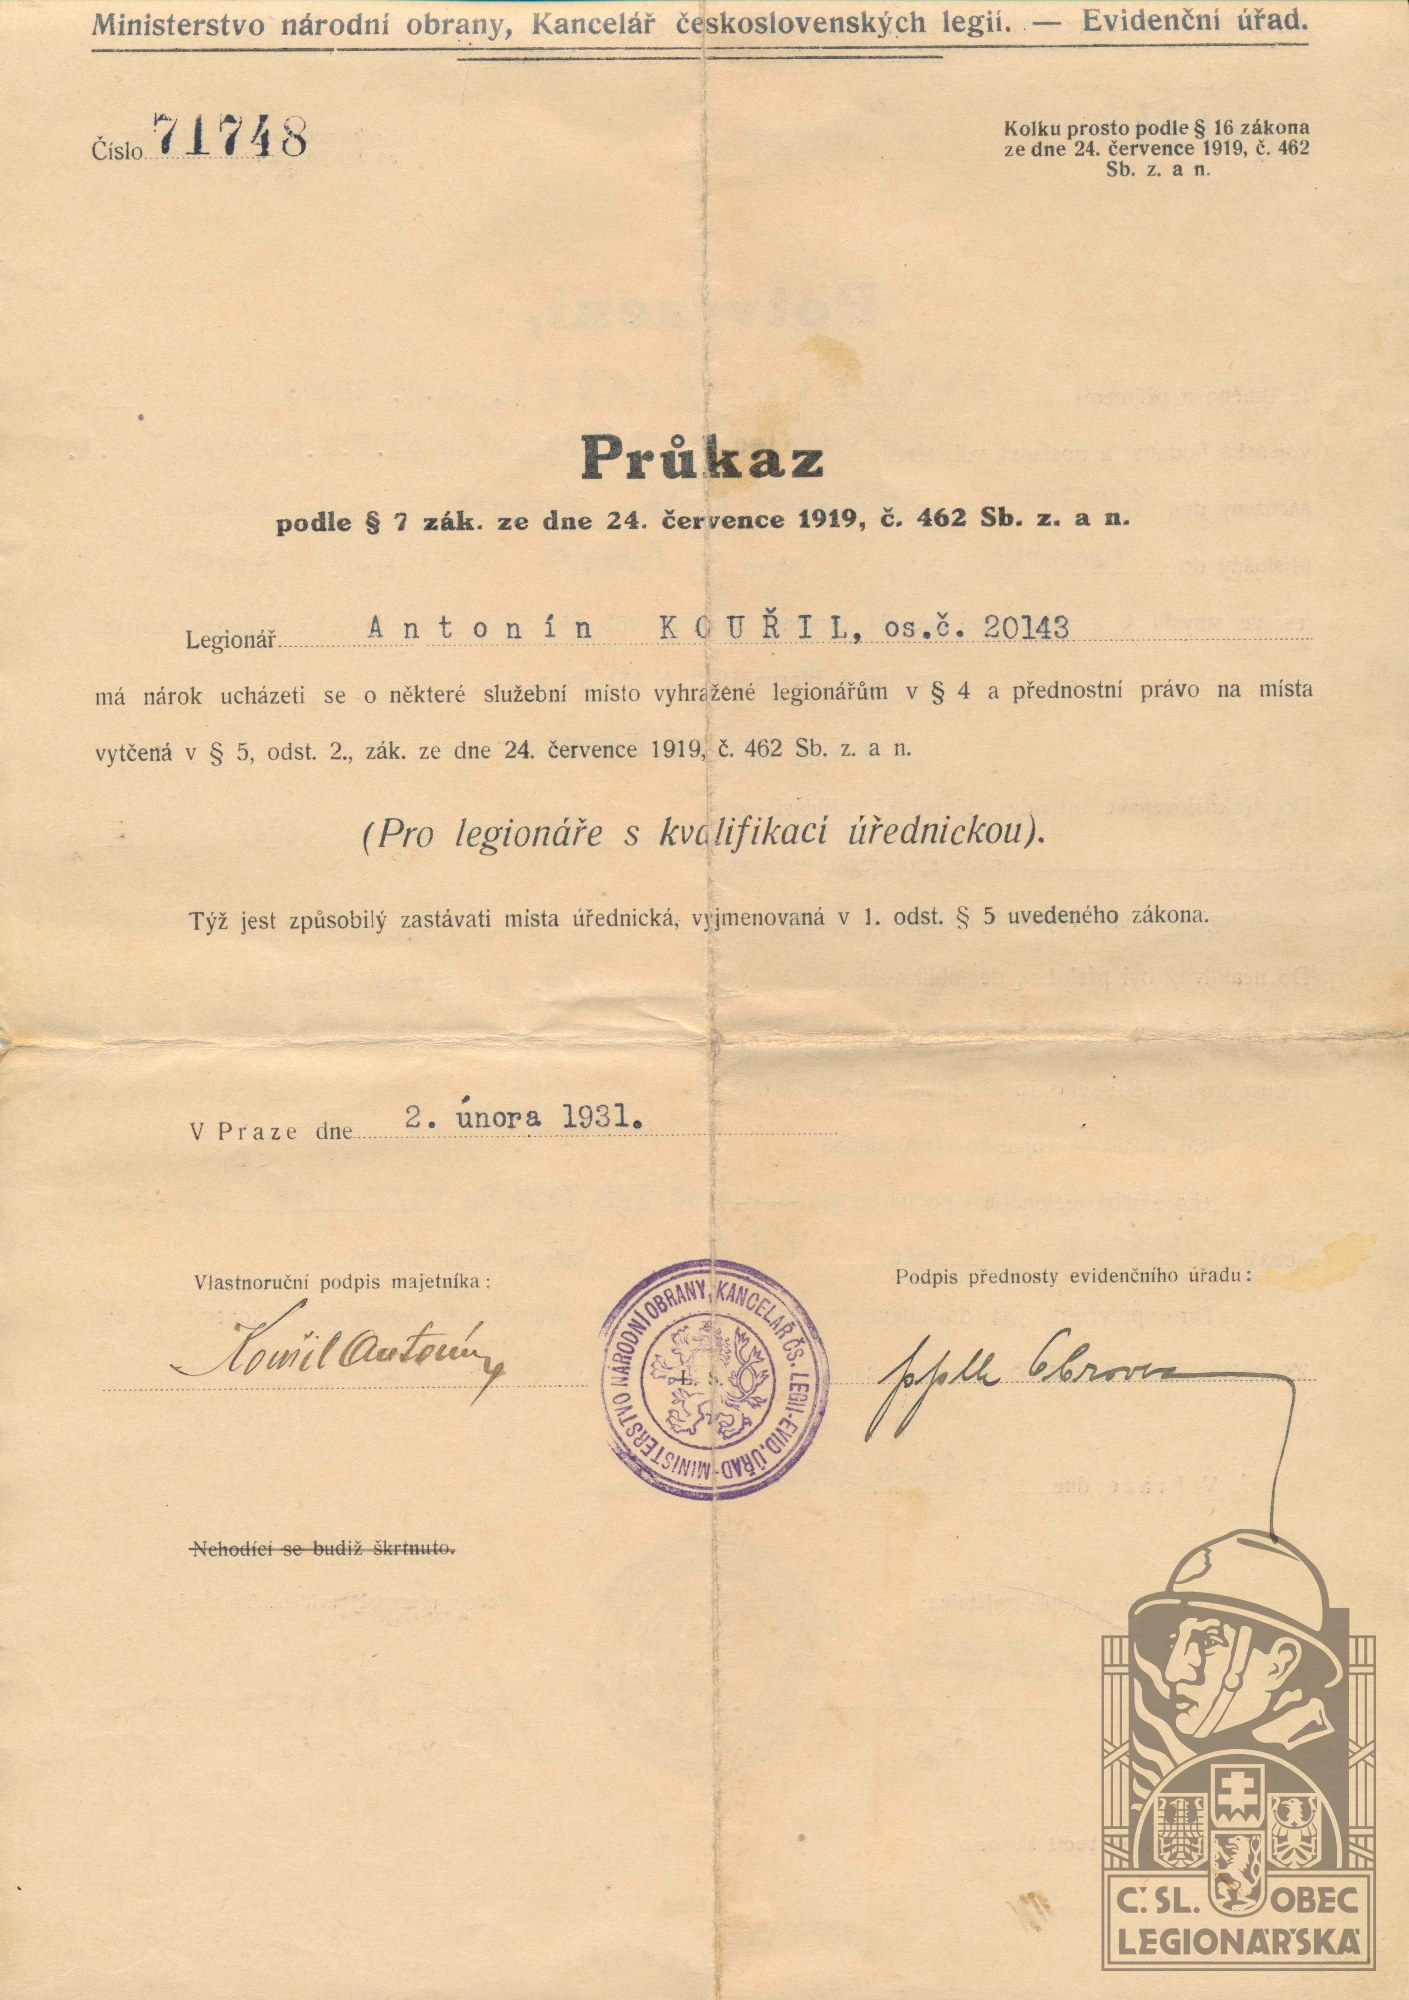 Ministerstvo národní obrany, Kancelář československých legií. — Evidenční úřad.
Číslo 71748
Kolku prosto podle § 16 zákona
ze dne 24. července 1919, č. 462
Sb. z. a n.
Průkaz
podle § 7 zák. ze dne 24. července 1919, č. 462 Sb. z. a n.
Legionář Antonín KOUŘIL, os.č. 20143
má nárok ucházeti se o některé služební místo vyhražené legionářům v § 4 a přednostní právo na místa
vytčená v § 5, odst. 2., zák. ze dne 24. července 1919, č. 462 Sb. z. a n.
(Pro legionáře s kvalifikací úřednickou).
Týž jest způsobilý zastávati místa úřednická, vyjmenovaná v 1. odst. § 5 uvedeného zákona.
V Praze dne 2. února 1931.
Vlastnoruční podpis majetníka:
Podpis přednosty evidenčního úřadu:
Kouřil Antonín
pplk
MINISTERSTVO NÁRODNÍ OBRANY, KANCELÁŘ ČS. LEGIÍ-EVID. ÚŘAD-
L. S.
Nehodící se budiž škrtnuto.
Č. SL. OBEC
LEGIONÁŘSKÁ